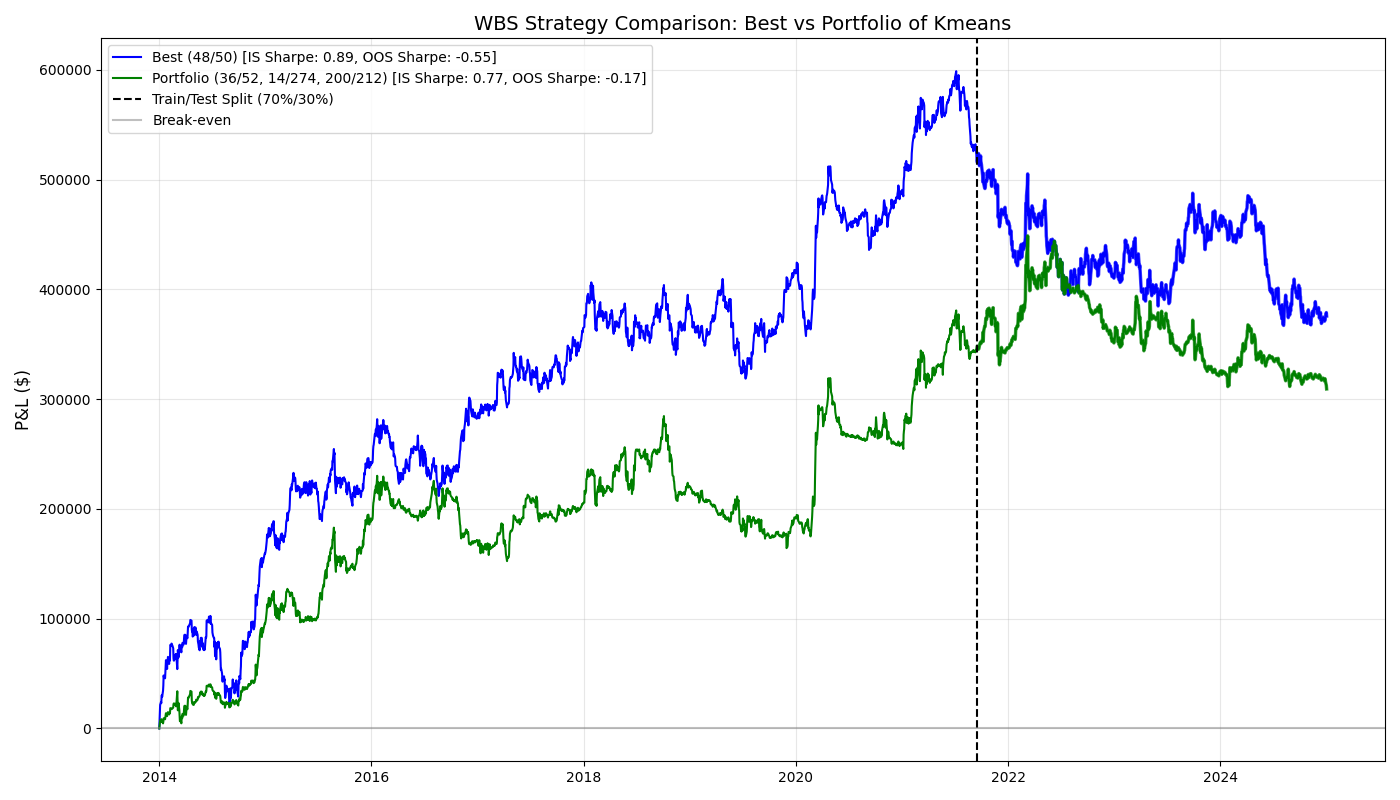 WBS Strategy Comparison: Best vs Portfolio of Kmeans
Best (48/50) [IS Sharpe: 0.89, OOS Sharpe: -0.55]
Portfolio (36/52, 14/274, 200/212) [IS Sharpe: 0.77, OOS Sharpe: -0.17]
Train/Test Split (70%/30%)
Break-even
P&L ($)
600000
500000
400000
300000
200000
100000
0
2014 2016 2018 2020 2022 2024